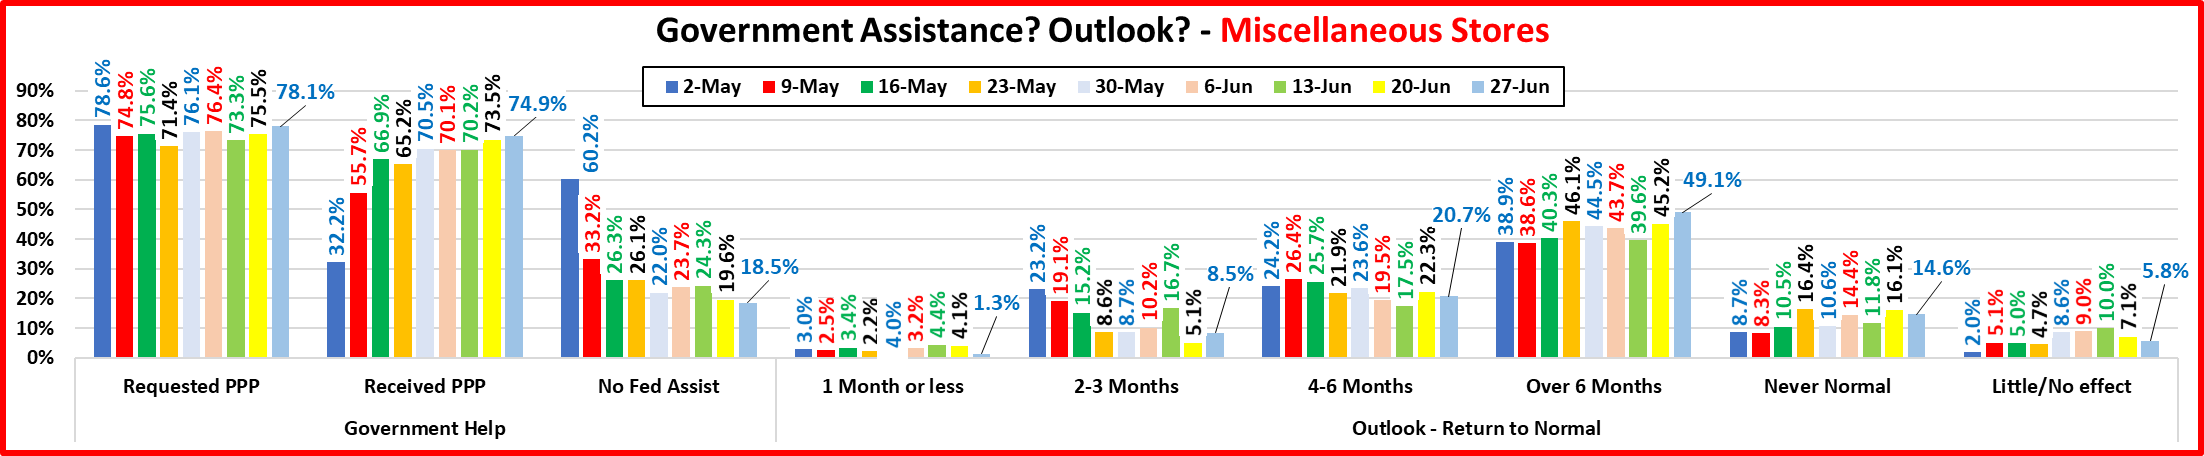 Government Assistance? Outlook? - Miscellaneous Stores
2-May 9-May 16-May 23-May 30-May 6-Jun 13-Jun 20-Jun 27-Jun
90%
80%
70%
60%
50%
40%
30%
20%
10%
0%
78.6% 74.8% 75.6% 71.4% 76.1% 76.4% 73.3% 75.5% 78.1%
32.2% 55.7% 66.9% 65.2% 70.5% 70.1% 70.2% 73.5% 74.9%
60.2% 33.2% 26.3% 26.1% 22.0% 23.7% 24.3% 19.6% 18.5%
3.0% 2.5% 3.4% 2.2% 4.0% 3.2% 4.4% 4.1% 1.3%
23.2% 19.1% 15.2% 8.6% 8.7% 10.2% 16.7% 5.1% 8.5%
24.2% 26.4% 25.7% 21.9% 23.6% 19.5% 17.5% 22.3% 20.7%
38.9% 38.6% 40.3% 46.1% 44.5% 43.7% 39.6% 45.2% 49.1%
8.7% 8.3% 10.5% 16.4% 10.6% 14.4% 11.8% 16.1% 14.6%
2.0% 5.1% 5.0% 4.7% 8.6% 9.0% 10.0% 7.1% 5.8%
Requested PPP Received PPP No Fed Assist 1 Month or less 2-3 Months 4-6 Months Over 6 Months Never Normal Little/No effect
Government Help Outlook - Return to Normal